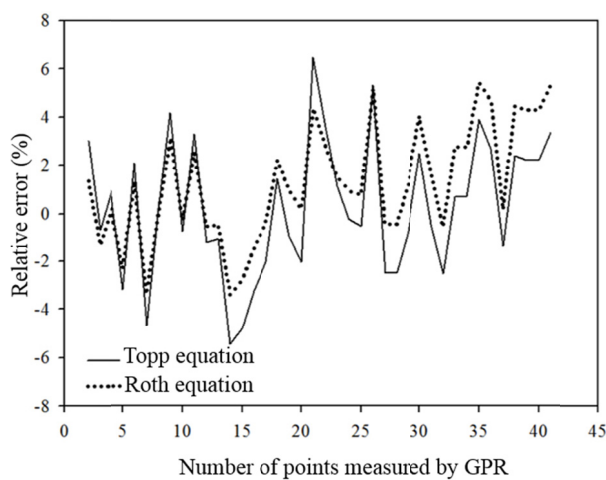 8
6
4
2
0
-2
-4
-6
-8
Relative error (%)
Topp equation
Roth equation
0 5 10 15 20 25 30 35 40 45
Number of points measured by GPR